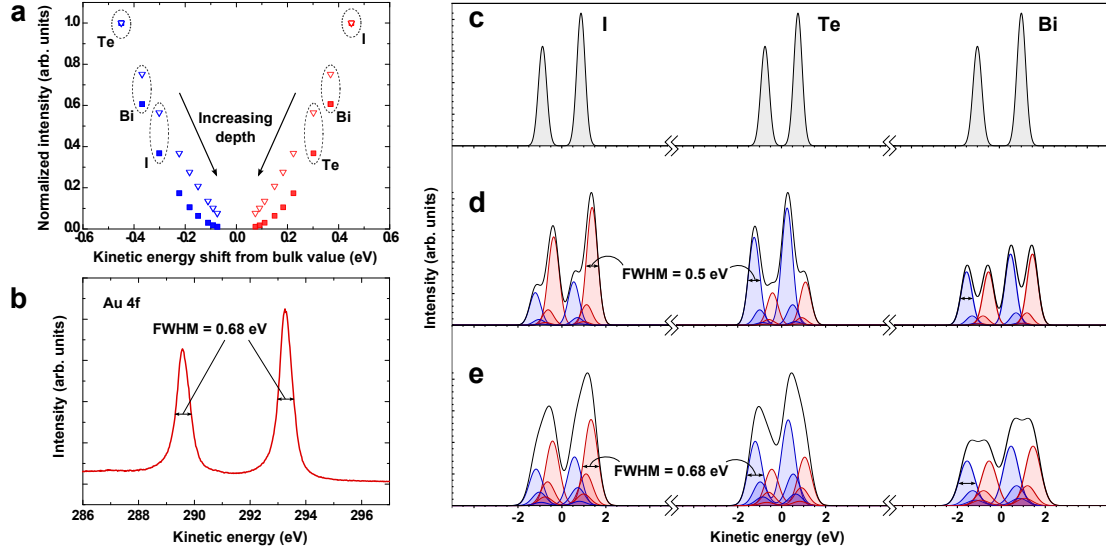 a
Normalized intensity (arb. units)
1.0
0.8
0.6
0.4
0.2
0.0
Te
Bi
I
Increasing
depth
I
Bi
Te
-0.6 -0.4 -0.2 0.0 0.2 0.4 0.6
Kinetic energy shift from bulk value (eV)
b
Au 4f
FWHM = 0.68 eV
Intensity (arb. units)
286 288 290 292 294 296
Kinetic energy (eV)
c
I Te Bi
d
FWHM = 0.5 eV
Intensity (arb. units)
e
FWHM = 0.68 eV
-2 0 2 -2 0 2 -2 0 2
Kinetic energy (eV)